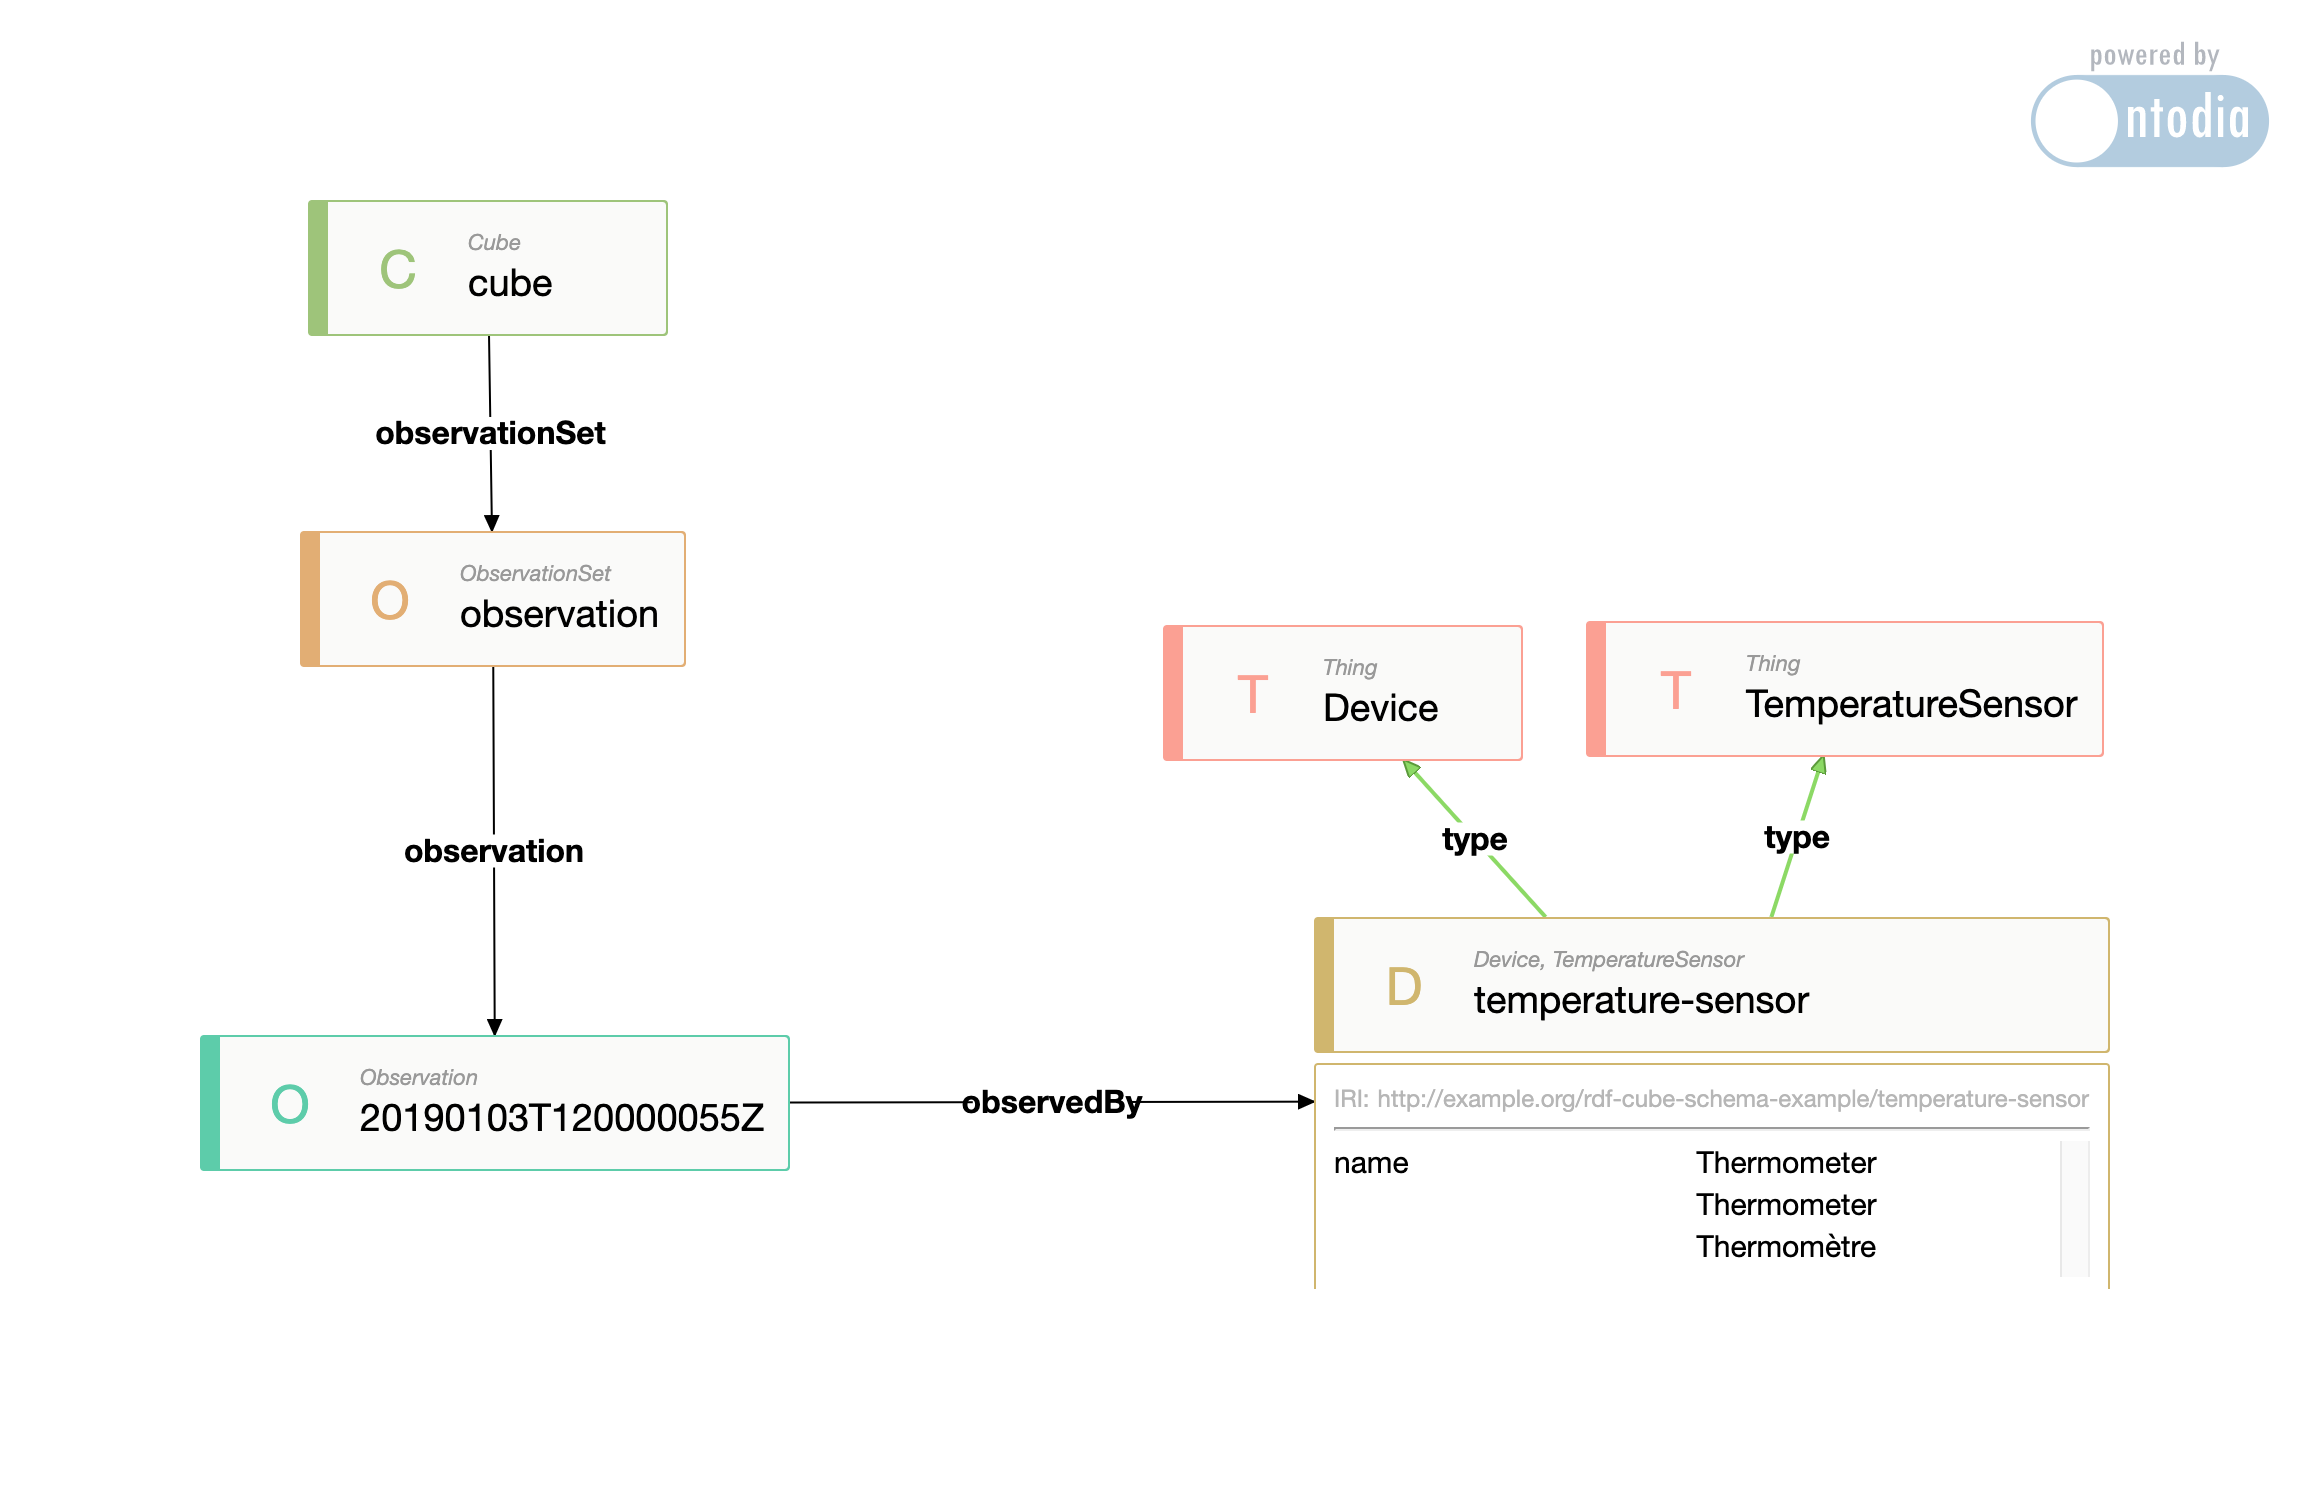 powered by
ntodia
C
Cube
cube
observationSet
O
ObservationSet
observation
observation
O
Observation
20190103T120000055Z
observedBy
T
Thing
Device
T
Thing
TemperatureSensor
type
type
D
Device, TemperatureSensor
temperature-sensor
IRI: http://example.org/rdf-cube-schema-example/temperature-sensor
name Thermometer
Thermometer
Thermomètre